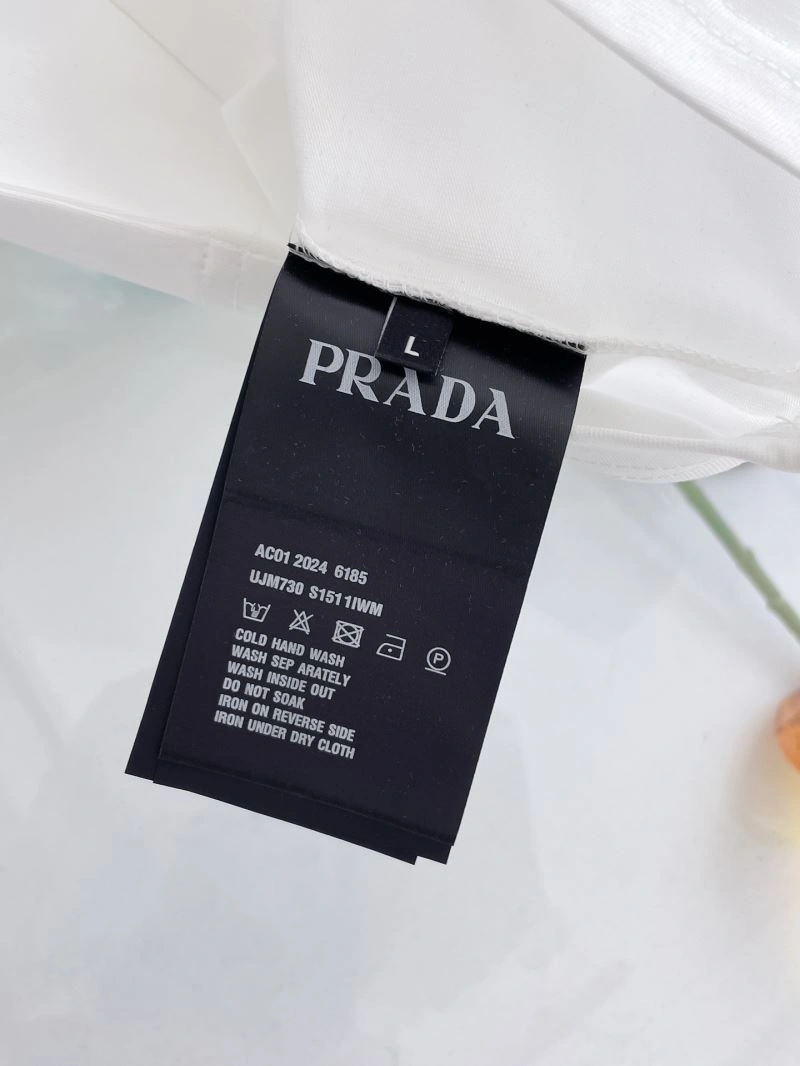 L
PRADA
AC01 2024 6185
UJM730 S151 1IWM
P
COLD HAND WASH
WASH SEP ARATELY
WASH INSIDE OUT
DO NOT SOAK
IRON ON REVERSE SIDE
IRON UNDER DRY CLOTH